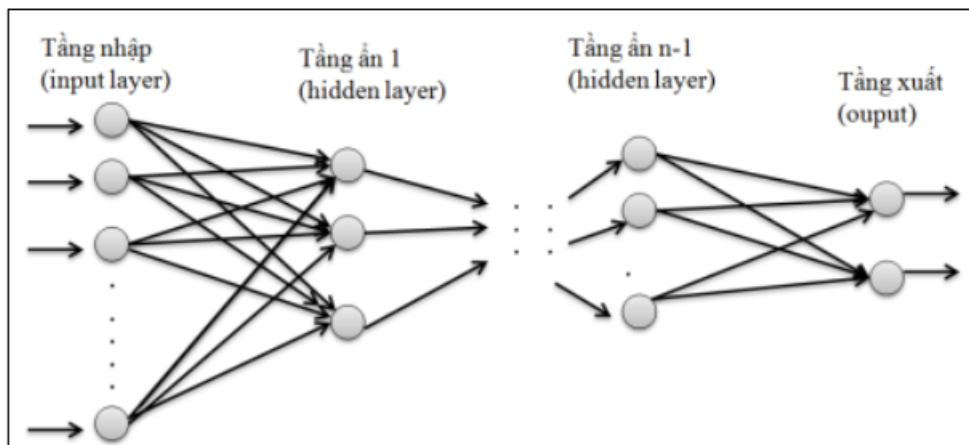 Tầng nhập
(input layer)
Tầng ẩn 1
(hidden layer)
Tầng ẩn n-1
(hidden layer)
Tầng xuất
(ouput)